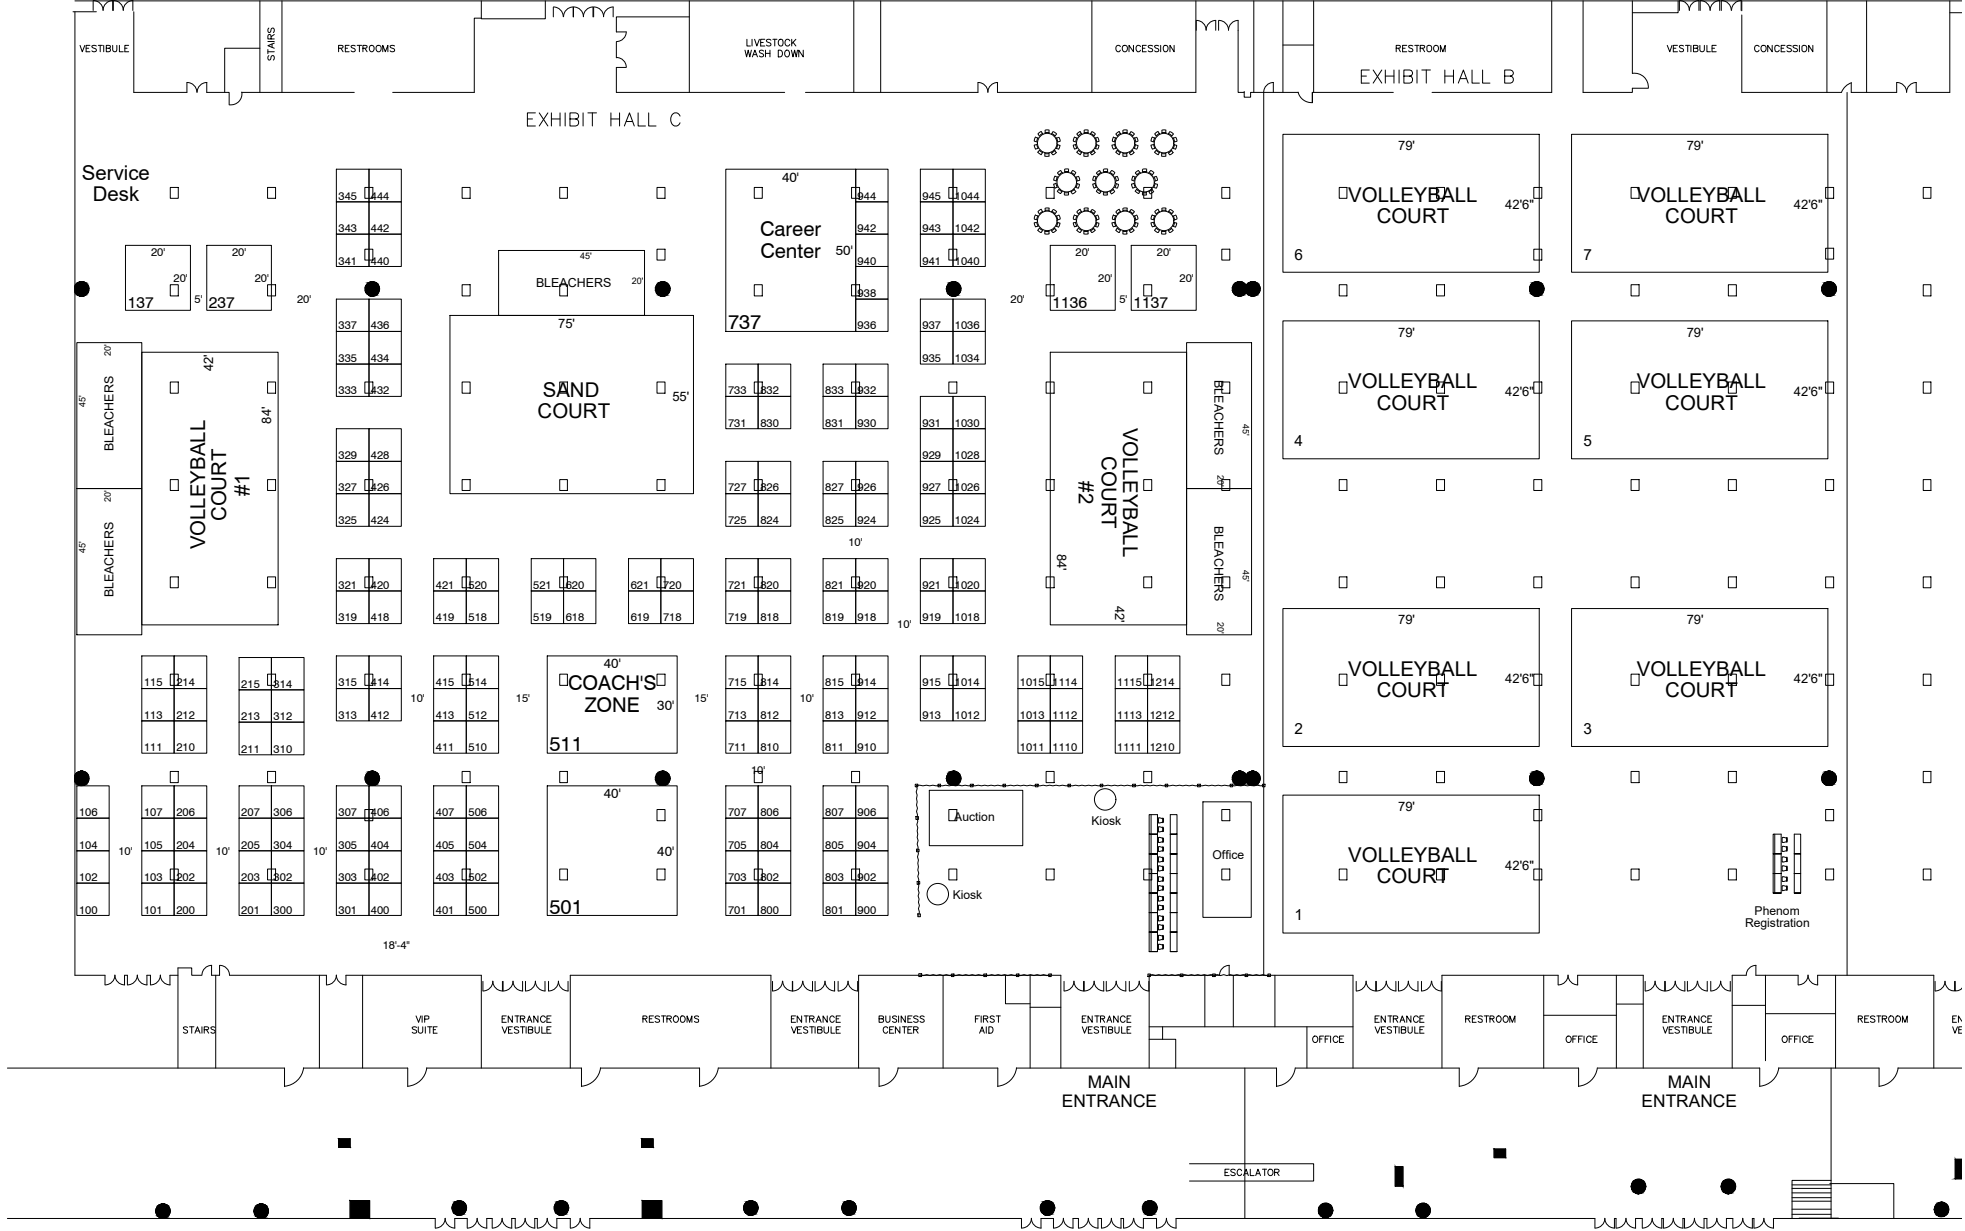 VESTIBULE
STAIRS
RESTROOMS
LIVESTOCK
WASH DOWN
CONCESSION
RESTROOM
VESTIBULE
CONCESSION
EXHIBIT HALL B
EXHIBIT HALL C
Service
Desk
345 444
343 442
341 440
40'
Career
Center
50'
737
944
942
940
938
936
945 1044
943 1042
941 1040
79'
VOLLEYBALL
COURT
42'6"
6
79'
VOLLEYBALL
COURT
42'6"
7
20'
20'
137
5'
20'
20'
237
20'
45'
BLEACHERS
20'
20'
20'
20'
1136
5'
20'
20'
1137
337 436
335 434
333 432
75'
SAND
COURT
55'
937 1036
935 1034
79'
VOLLEYBALL
COURT
42'6"
4
79'
VOLLEYBALL
COURT
42'6"
5
20'
45'
BLEACHERS
20'
45'
BLEACHERS
42'
84'
VOLLEYBALL
COURT
#1
733 832
731 830
833 932
831 930
931 1030
929 1028
927 1026
925 1024
329 428
327 426
325 424
727 826
725 824
827 926
825 924
10'
VOLLEYBALL
COURT
#2
84'
42'
BLEACHERS
45'
20'
BLEACHERS
45'
20'
321 420
319 418
421 520
419 518
521 620
519 618
621 720
619 718
721 820
719 818
821 920
819 918
10'
921 1020
919 1018
79'
VOLLEYBALL
COURT
42'6"
2
79'
VOLLEYBALL
COURT
42'6"
3
115 214
113 212
111 210
215 314
213 312
211 310
315 414
313 412
10'
415 514
413 512
411 510
15'
40'
COACH'S
ZONE
30'
511
15'
715 814
713 812
711 810
10'
815 914
813 912
811 910
915 1014
913 1012
1015 1114
1013 1112
1011 1110
1115 1214
1113 1212
1111 1210
10'
106
104
102
100
10'
107 206
105 204
103 202
101 200
10'
207 306
205 304
203 302
201 300
10'
307 406
305 404
303 402
301 400
407 506
405 504
403 502
401 500
40'
40'
501
707 806
705 804
703 802
701 800
807 906
805 904
803 902
801 900
Auction
Kiosk
Kiosk
Office
79'
VOLLEYBALL
COURT
42'6"
1
Phenom
Registration
18'-4"
STAIRS
VIP
SUITE
ENTRANCE
VESTIBULE
RESTROOMS
ENTRANCE
VESTIBULE
BUSINESS
CENTER
FIRST
AID
ENTRANCE
VESTIBULE
OFFICE
ENTRANCE
VESTIBULE
RESTROOM
OFFICE
ENTRANCE
VESTIBULE
OFFICE
RESTROOM
MAIN
ENTRANCE
MAIN
ENTRANCE
ESCALATOR